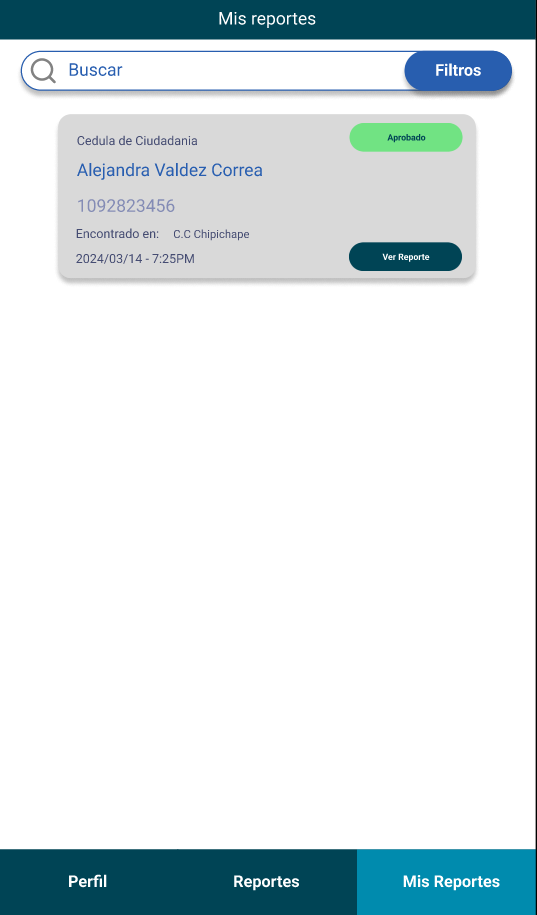 Mis reportes
Buscar
Filtros
Cedula de Ciudadania
Aprobado
Alejandra Valdez Correa
1092823456
Encontrado en: C.C Chipichape
2024/03/14 - 7:25PM
Ver Reporte
Perfil
Reportes
Mis Reportes